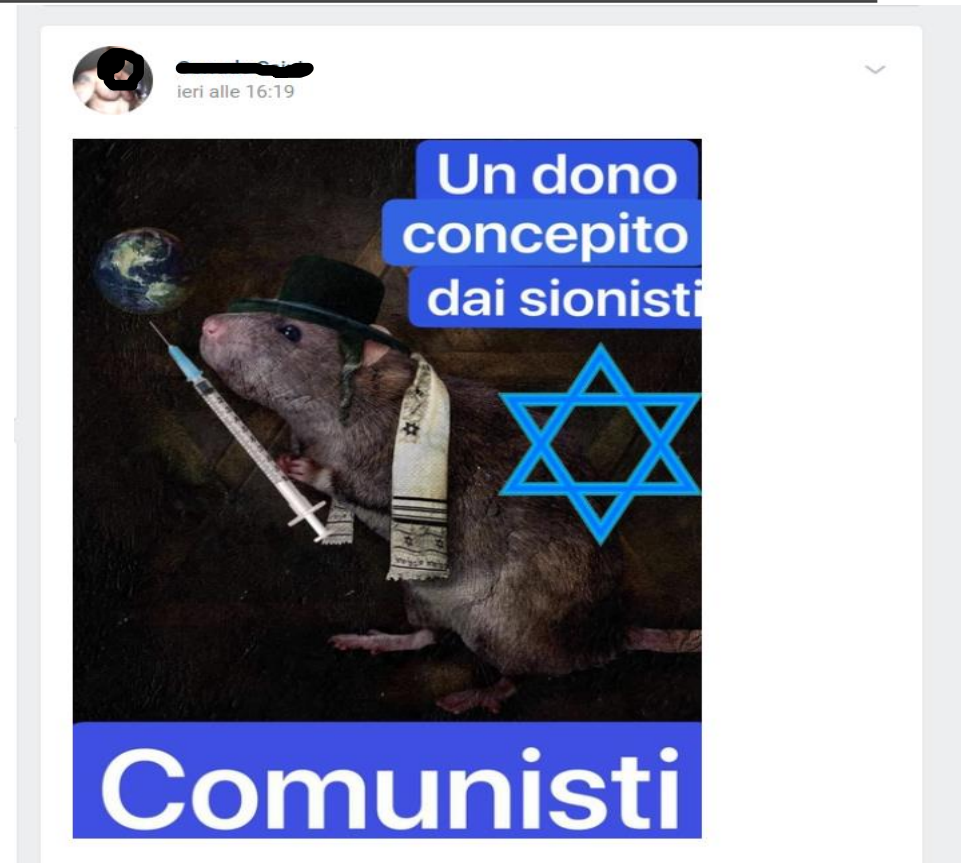 ieri alle 16:19
Un dono
concepito
dai sionisti
Comunisti